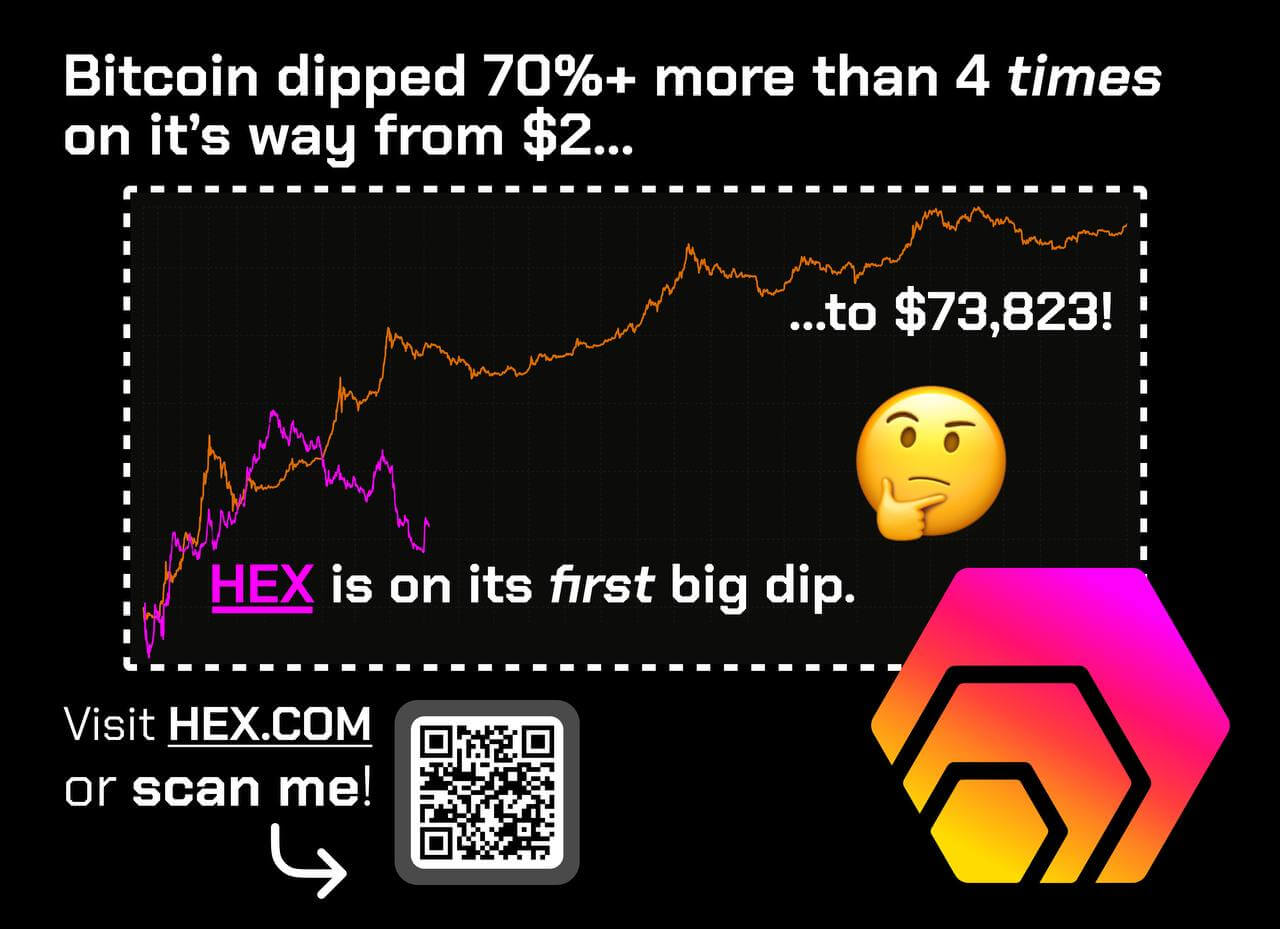 Bitcoin dipped 70%+ more than 4 times
on it's way from $2...
...to $73,823!
HEX is on its first big dip.
Visit HEX.COM
or scan me!